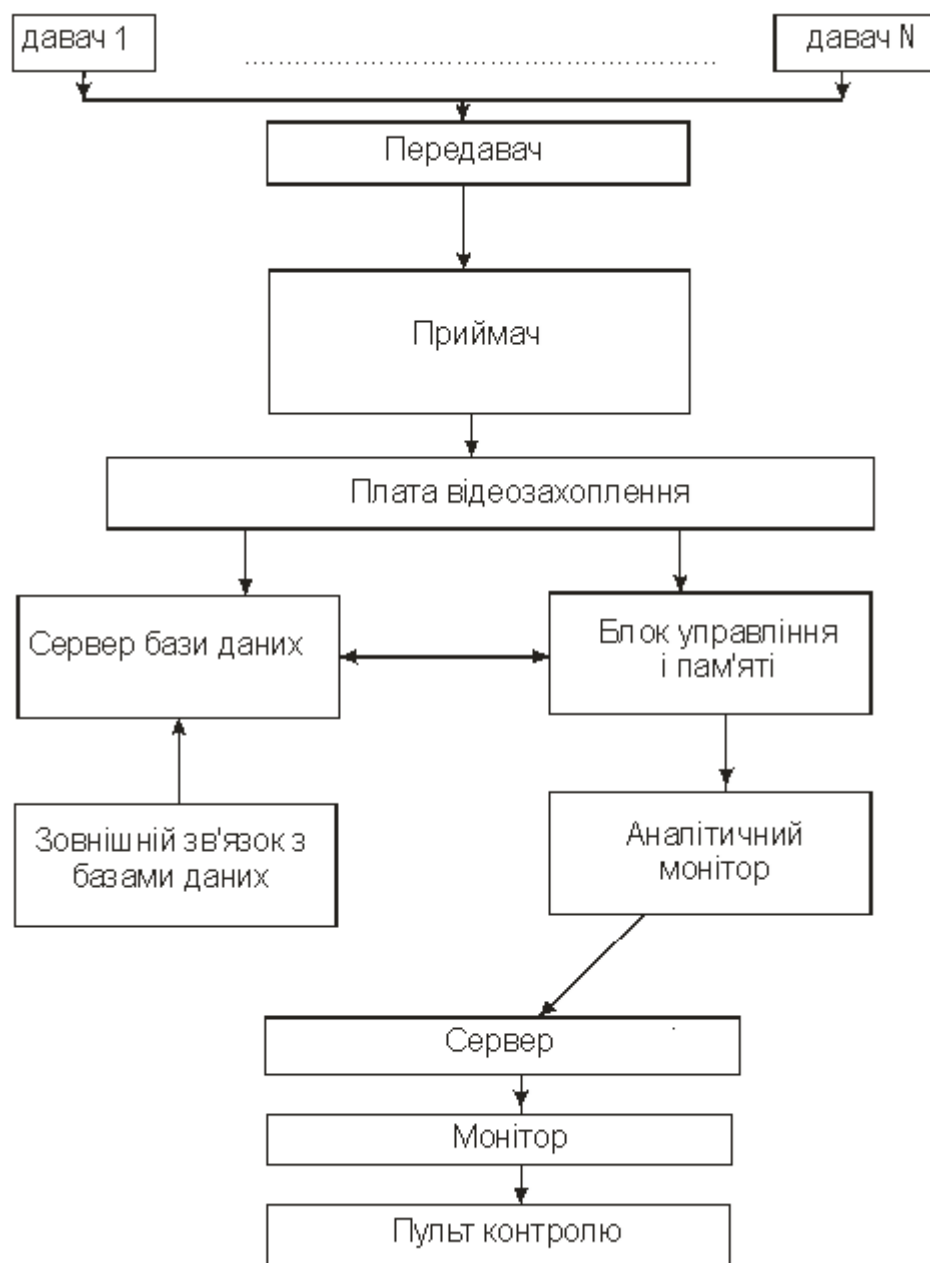 давач 1
давач N
Передавач
Приймач
Плата відеозахоплення
Сервер бази даних
Блок управління
і пам'яті
Зовнішній зв'язок з
базами даних
Аналітичний
монітор
Сервер
Монітор
Пульт контролю